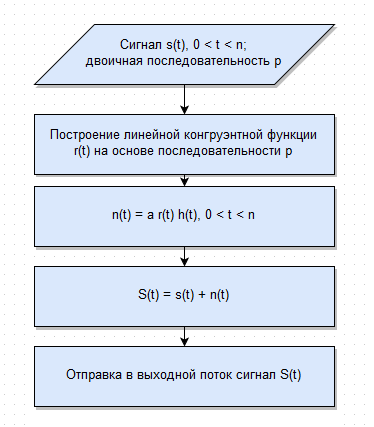 Сигнал s(t), 0 < t < n;
двоичная последовательность p
Построение линейной конгруэнтной функции
r(t) на основе последовательности p
n(t) = a r(t) h(t), 0 < t < n
S(t) = s(t) + n(t)
Отправка в выходной поток сигнал S(t)